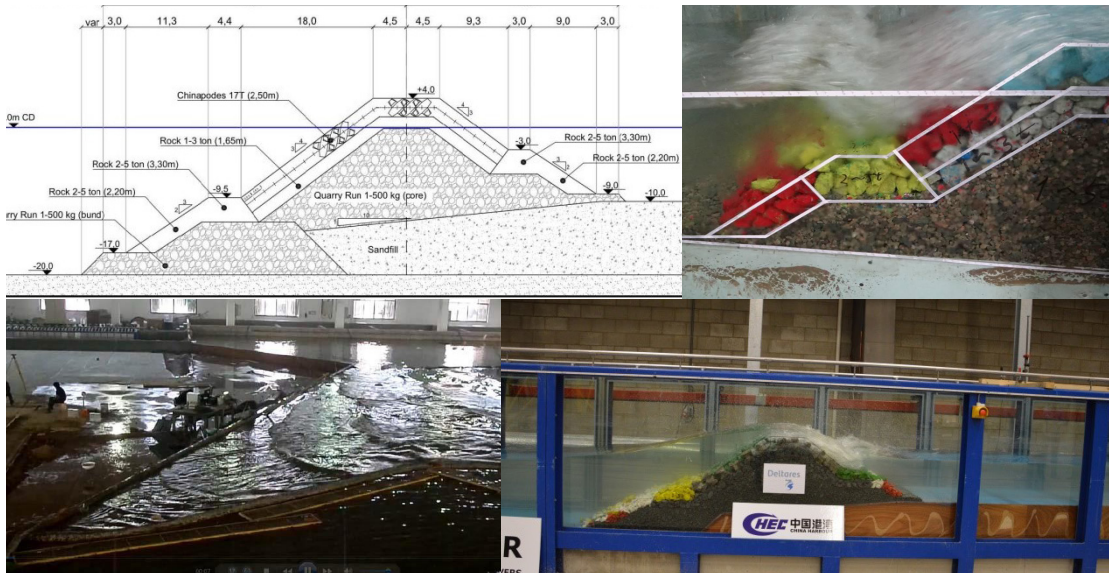 var 3,0 11,3 4,4 18,0 4,5 4,5 9,3 3,0 9,0 3,0
+4,0
Chinapodes 17T (2,50m)
.0m CD
Rock 1-3 ton (1,65m)
-3,0
Rock 2-5 ton (3,30m)
Rock 2-5 ton (3,30m)
Rock 2-5 ton (2,20m)
-9,5
Rock 2-5 ton (2,20m)
Quarry Run 1-500 kg (core)
-9,0
-10,0
rry Run 1-500 kg (bund)
Sandfill
-17,0
-20,0
Deltares
CHEC 中国港湾
CHINA HARBOUR
R
VERS